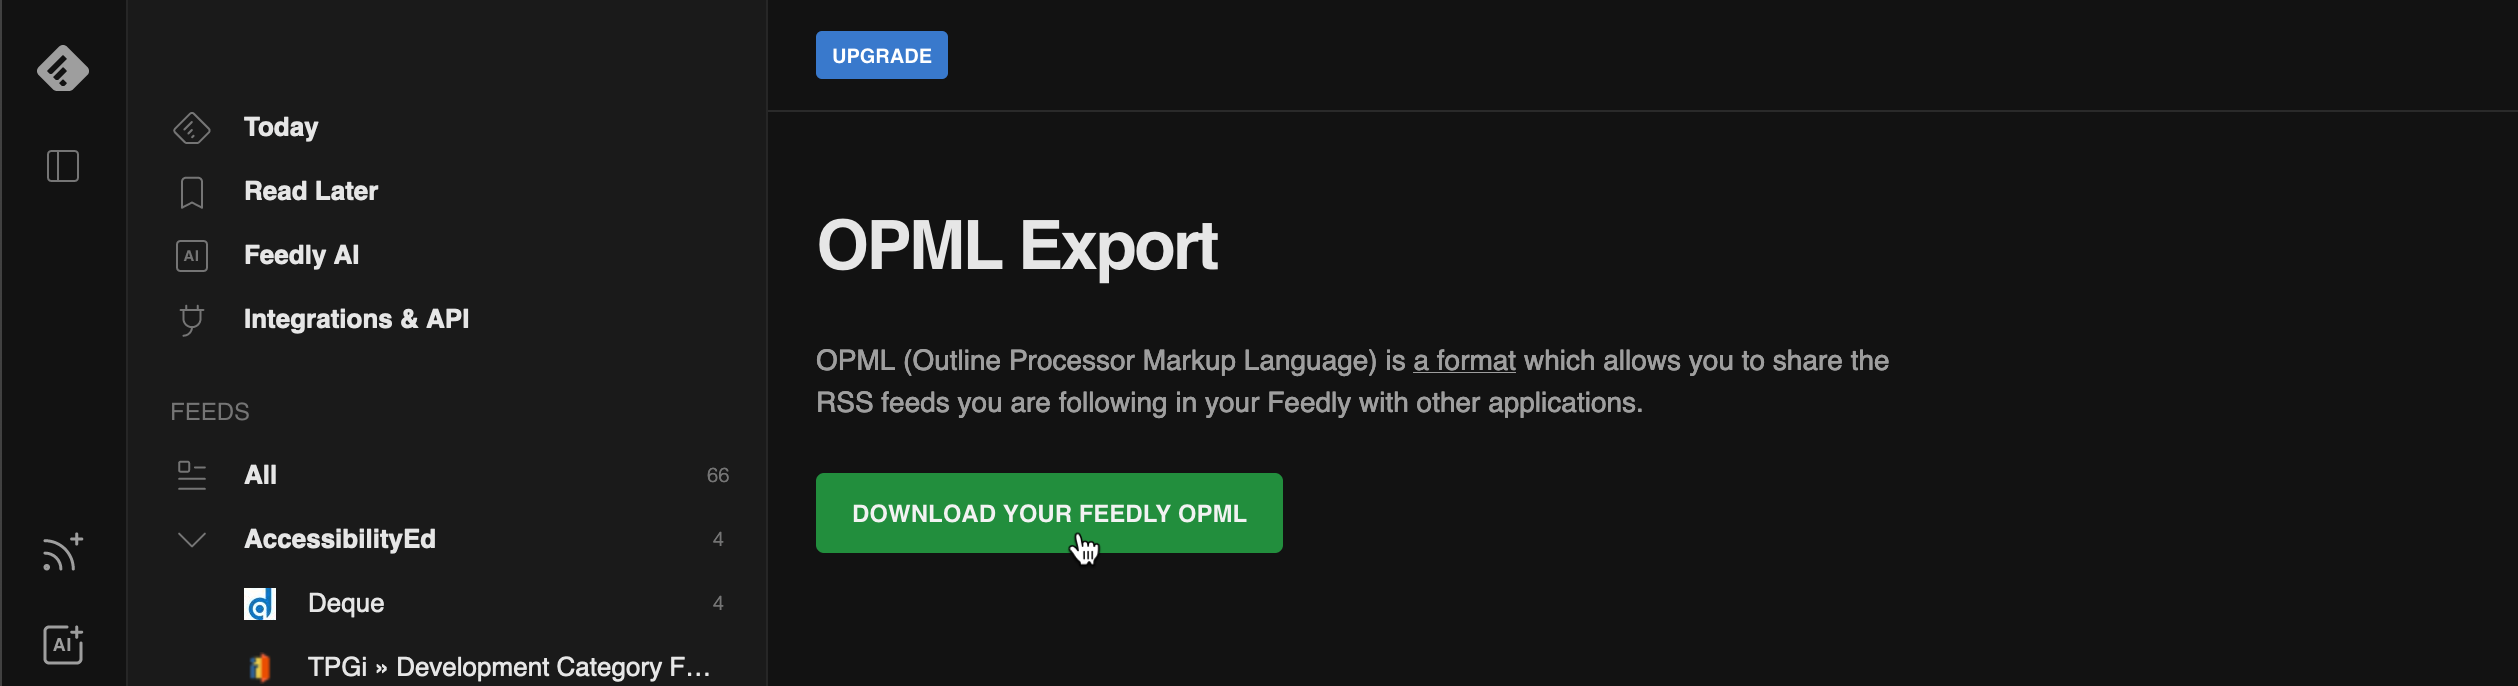 UPGRADE
Today
Read Later
AI
Feedly AI
Integrations & API
FEEDS
All 66
AccessibilityEd 4
Deque 4
TPGi » Development Category F...
AI
OPML Export
OPML (Outline Processor Markup Language) is a format which allows you to share the
RSS feeds you are following in your Feedly with other applications.
DOWNLOAD YOUR FEEDLY OPML